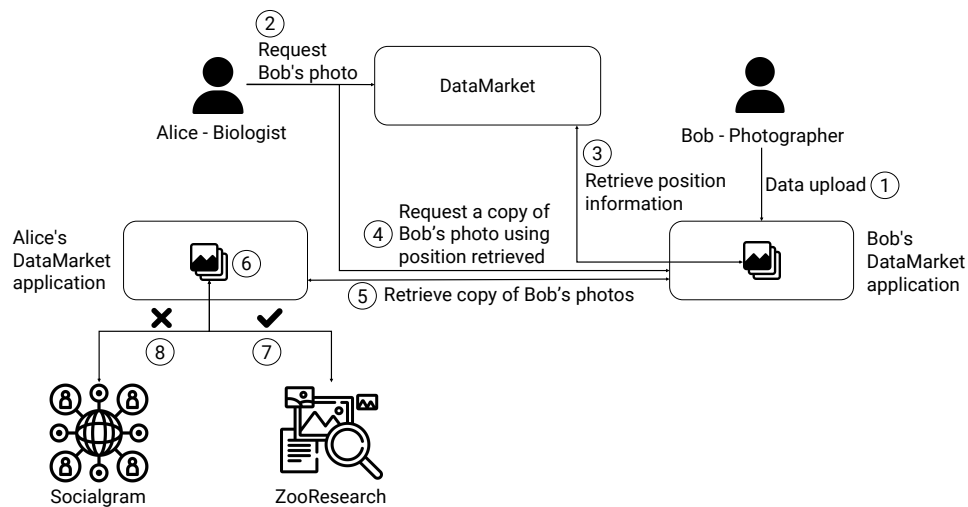 2
Request
Bob's photo
DataMarket
Alice - Biologist
Bob - Photographer
3
Retrieve position
information
Data upload 1
Request a copy of
4 Bob’s photo using
position retrieved
Alice's
DataMarket
application
6
Bob's
DataMarket
application
5 Retrieve copy of Bob’s photos
8
7
Socialgram
ZooResearch